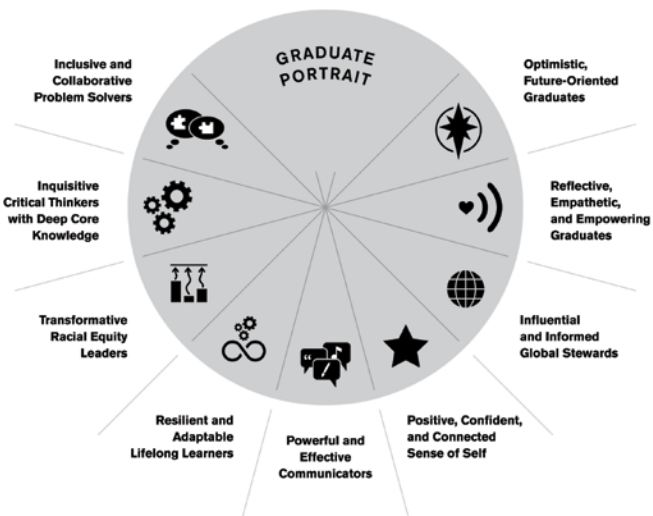 GRADUATE
PORTRAIT
Inclusive and
Collaborative
Problem Solvers
Optimistic,
Future-Oriented
Graduates
Inquisitive
Critical Thinkers
with Deep Core
Knowledge
Reflective,
Empathetic,
and Empowering
Graduates
Transformative
Racial Equity
Leaders
Influential
and Informed
Global Stewards
Resilient and
Adaptable
Lifelong Learners
Powerful and
Effective
Communicators
Positive, Confident,
and Connected
Sense of Self